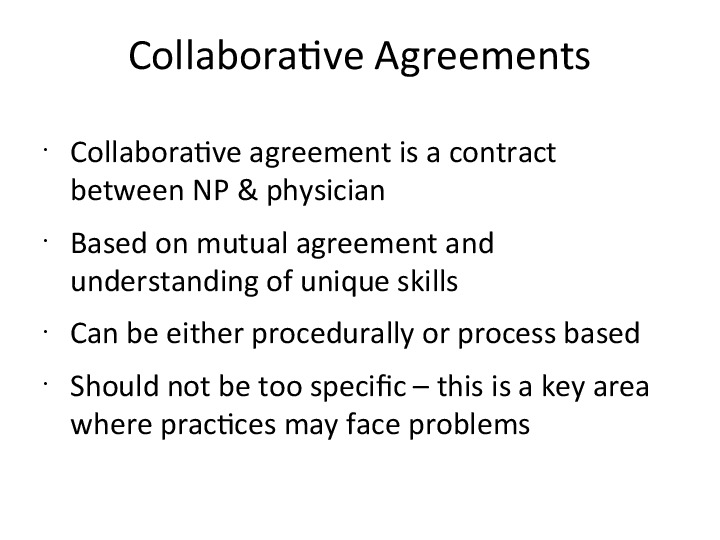 Collaborative Agreements
· Collaborative agreement is a contract
between NP & physician
· Based on mutual agreement and
understanding of unique skills
· Can be either procedurally or process based
· Should not be too specific – this is a key area
where practices may face problems